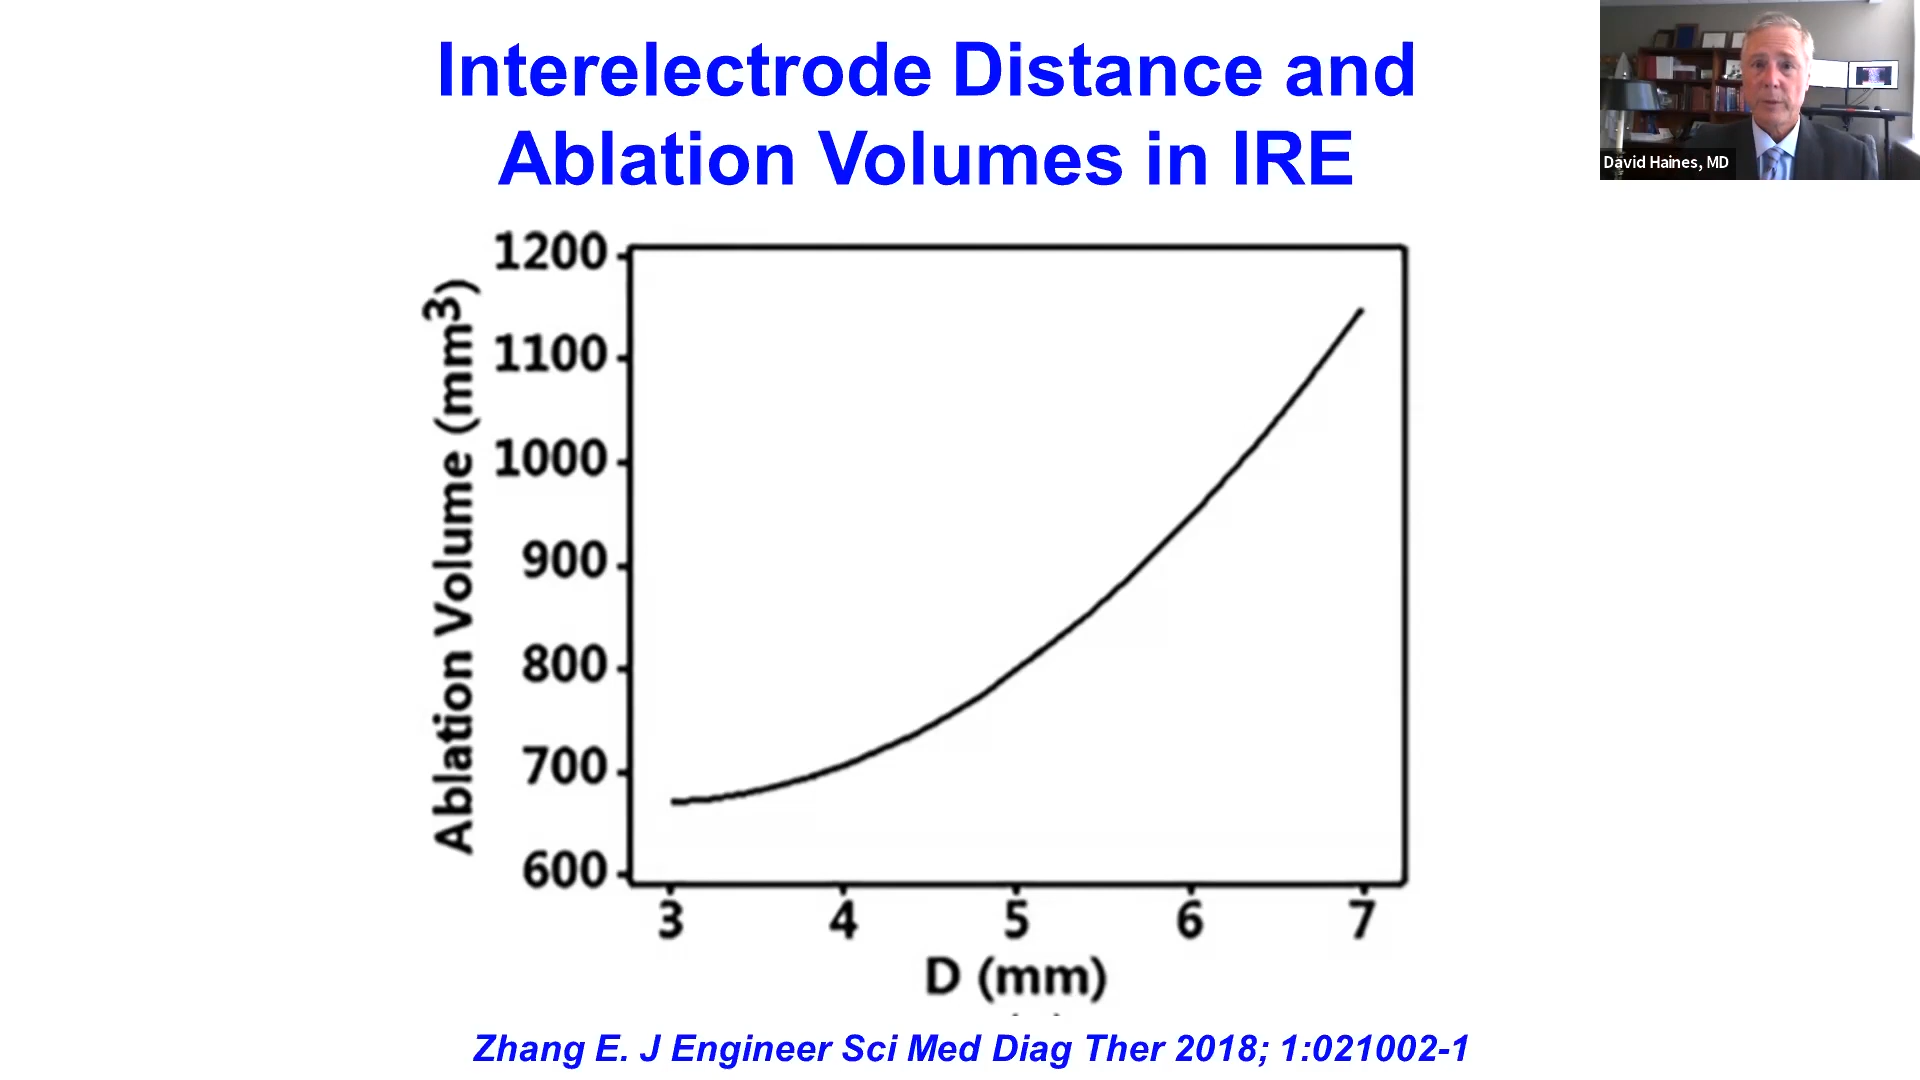 Interelectrode Distance and
Ablation Volumes in IRE
David Haines, MD
Ablation Volume (mm³)
1200
1100
1000
900
800
700
600
3 4 5 6 7
D (mm)
Zhang E. J Engineer Sci Med Diag Ther 2018; 1:021002-1